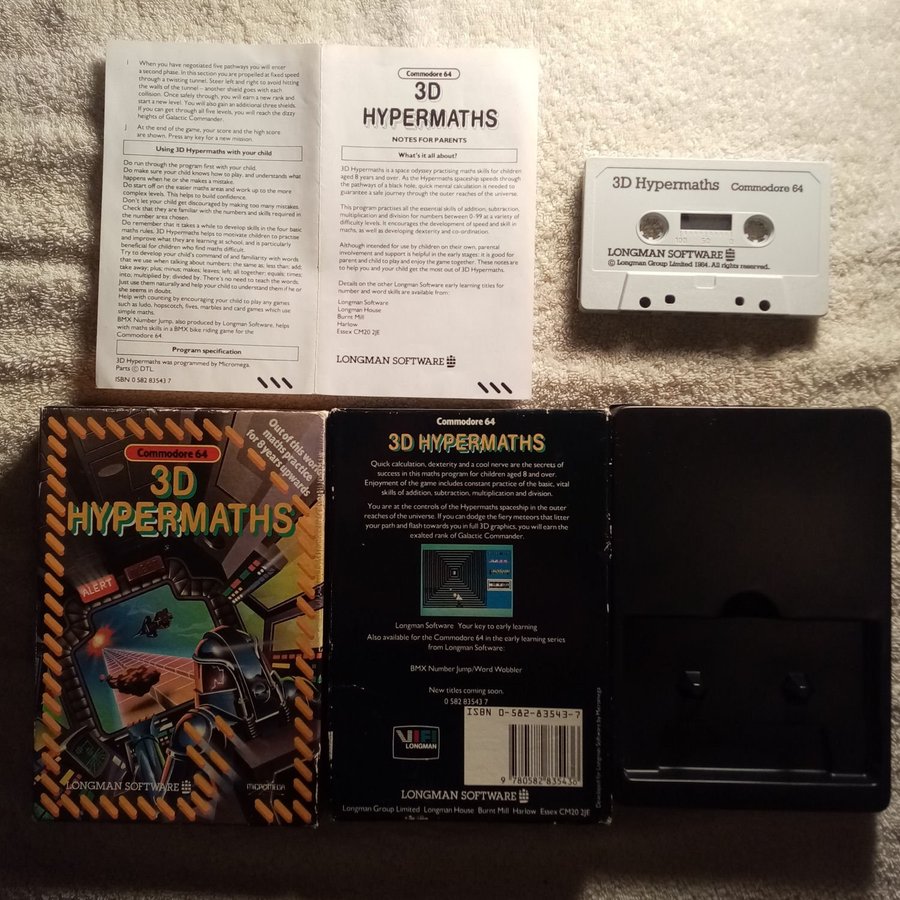 I When you have negotiated five pathways you will enter
a second phase. In this section you are propelled at fixed speed
through a twisting tunnel. Steer left and right to avoid hitting
the walls of the tunnel – another shield goes with each
collision. Once safely through, you will earn a new rank and
start a new level. You will also gain an additional three shields.
If you can get through all five levels, you will reach the dizzy
heights of Galactic Commander.
J At the end of the game, your score and the high score
are shown. Press any key for a new mission.
Using 3D Hypermaths with your child
Do run through the program first with your child.
Do make sure your child knows how to play, and understands what
happens when he or she makes a mistake.
Do start off on the easier maths areas and work up to the more
complex levels. This helps to build confidence.
Don't let your child get discouraged by making too many mistakes.
Check that they are familiar with the numbers and skills required in
the number area chosen.
Do remember that it takes a while to develop skills in the four basic
maths rules. 3D Hypermaths helps to motivate children to practise
and improve what they are learning at school, and is particularly
beneficial for children who find maths difficult.
Try to develop your child's command of and familiarity with words
that we use when talking about numbers: the same as, less than; add;
take away; plus; minus; makes; leaves; left; all together; equals; times;
into; multiplied by; divided by. There's no need to teach the words.
Just use them naturally and help your child to understand them if he or
she seems in doubt.
Help with counting by encouraging your child to play any games
such as ludo, hopscotch, fives, marbles and card games which use
simple maths.
BMX Number Jump, also produced by Longman Software, helps
with maths skills in a BMX bike riding game for the
Commodore 64.
Program specification
3D Hypermaths was programmed by Micromega.
Parts © DTL.
ISBN 0 582 83543 7
Commodore 64
3D
HYPERMATHS
NOTES FOR PARENTS
What's it all about?
3D Hypermaths is a space odyssey practising maths skills for children
aged 8 years and over. As the Hypermaths spaceship speeds through
the pathways of a black hole, quick mental calculation is needed to
guarantee a safe journey through the outer reaches of the universe.
This program practises all the essential skills of addition; subtraction,
multiplication and division for numbers between 0–99 at a variety of
difficulty levels. It encourages the development of speed and skill in
maths, as well as developing dexterity and co-ordination.
Although intended for use by children on their own, parental
involvement and support is helpful in the early stages: it is good for
parent and child to play and enjoy the game together. These notes are
to help you and your child get the most out of 3D Hypermaths.
Details on the other Longman Software early learning titles for
number and word skills are available from:
Longman Software
Longman House
Burnt Mill
Harlow
Essex CM20 2JE
LONGMAN SOFTWARE
3D Hypermaths Commodore 64
100 50
LONGMAN SOFTWARE
© Longman Group Limited 1984. All rights reserved.
Out of this world
maths practice
for 8 years upwards
Commodore 64
3D
HYPERMATHS
ALERT
LONGMAN SOFTWARE
MICROMEGA
Commodore 64
3D HYPERMATHS
Quick calculation, dexterity and a cool nerve are the secrets of
success in this maths program for children aged 8 and over.
Enjoyment of the game includes constant practice of the basic, vital
skills of addition, subtraction, multiplication and division.
You are at the controls of the Hypermaths spaceship in the outer
reaches of the universe. If you can dodge the fiery meteors that litter
your path and flash towards you in full 3D graphics, you will earn the
exalted rank of Galactic Commander.
Longman Software Your key to early learning
Also available for the Commodore 64 in the early learning series
from Longman Software:
BMX Number Jump/Word Wobbler
New titles coming soon.
0 582 83543 7
ISBN 0-582-83543-7
9 780582 835436
LONGMAN
LONGMAN SOFTWARE
Longman Group Limited Longman House Burnt Mill Harlow Essex CM20 2JE
Designed for Longman Software by Micromega